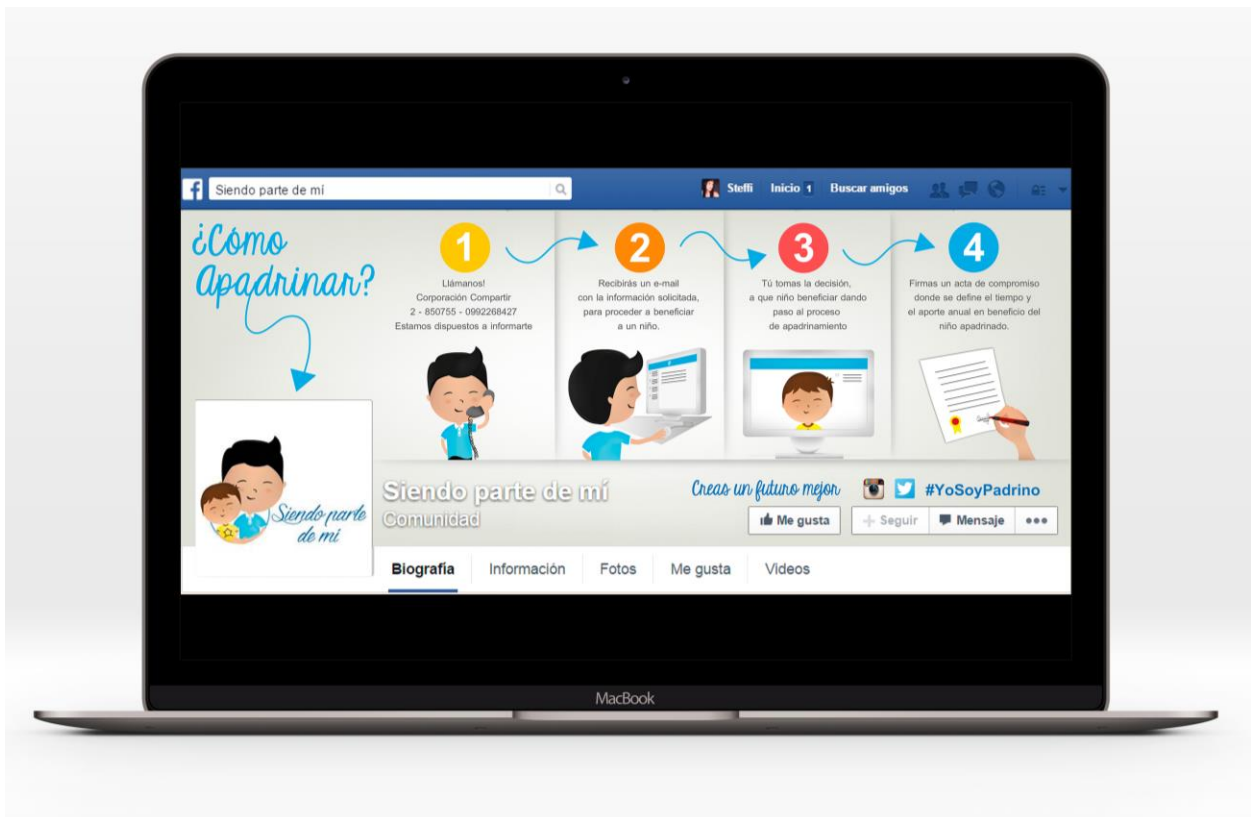 Siendo parte de mí
Steffi
Inicio 1
Buscar amigos
¿Cómo
Apadrinar?
1
Llámanos!
Corporación Compartir
2 - 850755 - 0992268427
Estamos dispuestos a informarte
2
Recibirás un e-mail
con la información solicitada,
para proceder a beneficiar
a un niño.
3
Tú tomas la decisión,
a que niño beneficiar dando
paso al proceso
de apadrinamiento
4
Firmas un acta de compromiso
donde se define el tiempo y
el aporte anual en beneficio del
niño apadrinado.
Siendo parte
de mi
Siendo parte de mí
Comunidad
Creas un futuro mejor
#YoSoyPadrino
Me gusta
Seguir
Mensaje
Biografía
Información
Fotos
Me gusta
Videos
MacBook